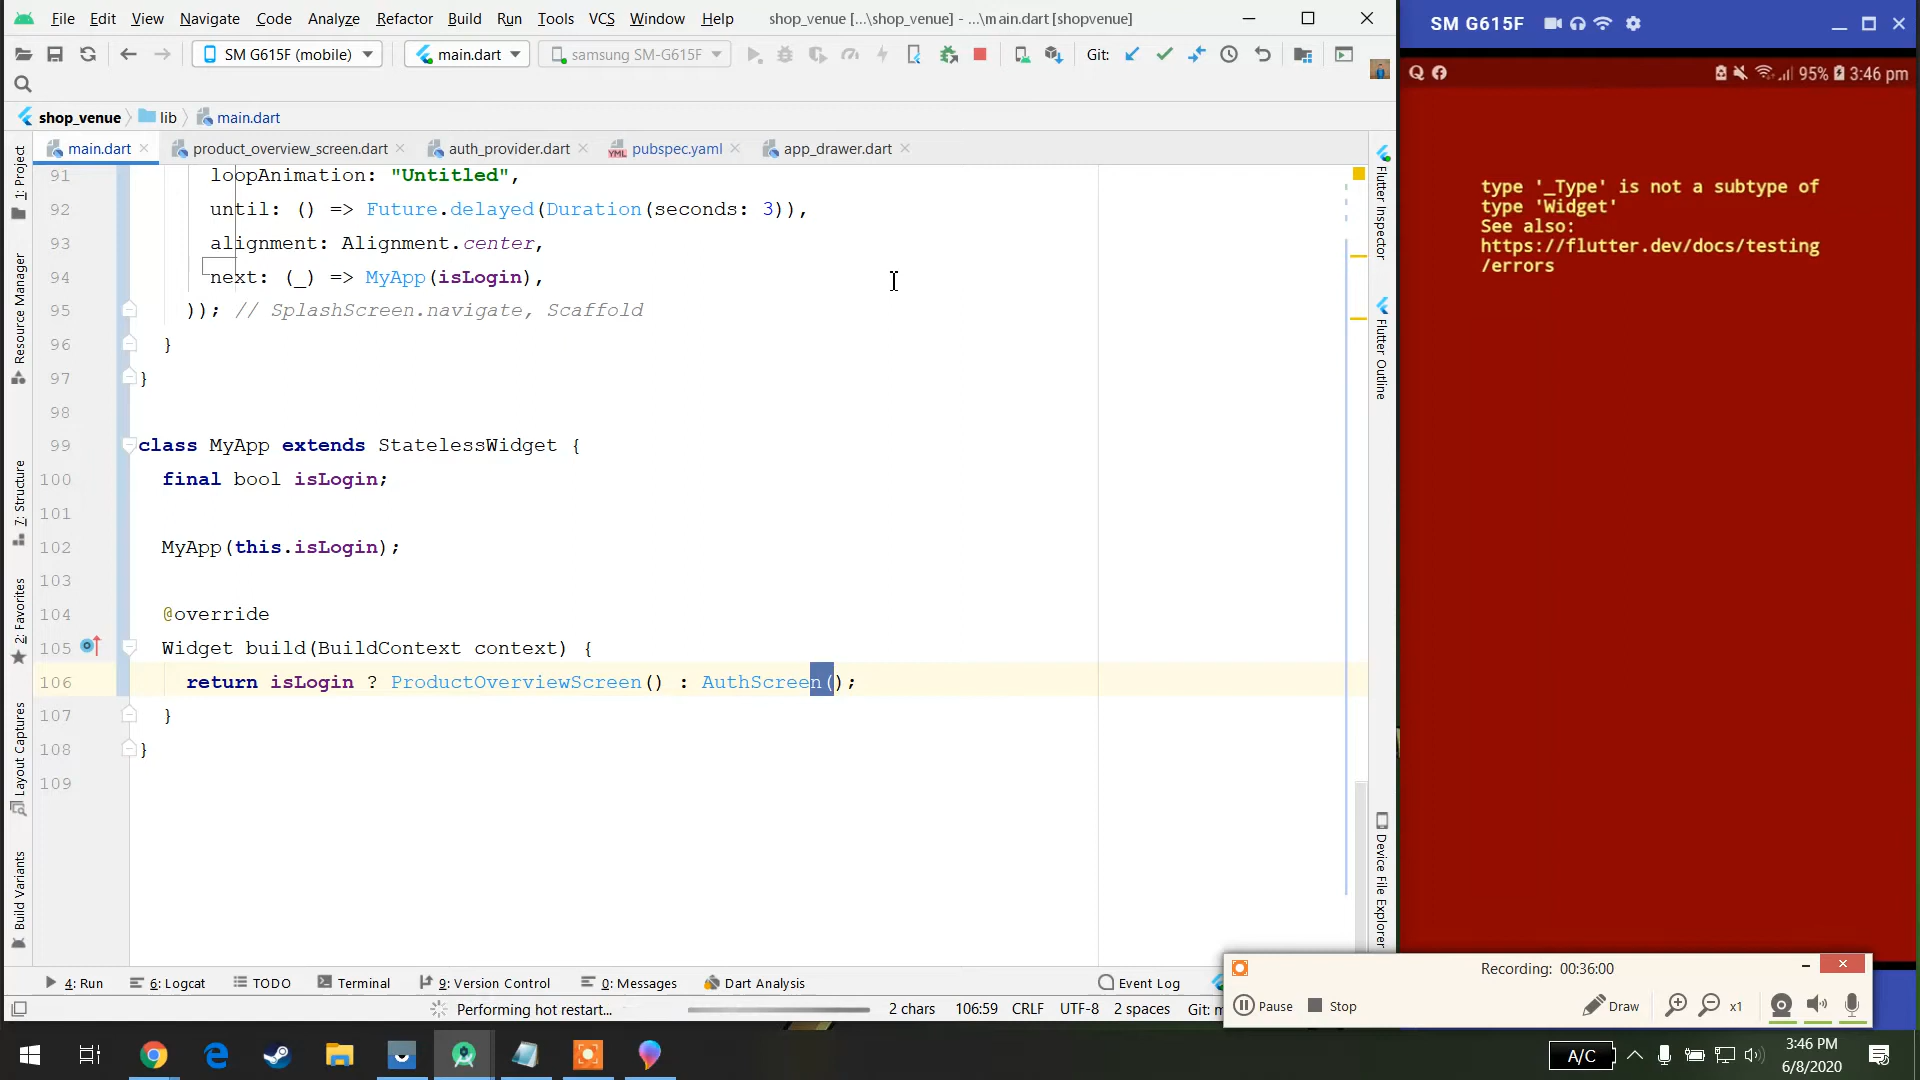 File Edit View Navigate Code Analyze Refactor Build Run Tools VCS Window Help shop_venue [...\shop_venue] - ...\main.dart [shopvenue]
SM G615F (mobile) main.dart samsung SM-G615F Git:
shop_venue lib main.dart
main.dart product_overview_screen.dart auth_provider.dart pubspec.yaml app_drawer.dart
91 loopAnimation: "Untitled",
92 until: () => Future.delayed(Duration(seconds: 3)),
93 alignment: Alignment.center,
94 next: (_) => MyApp(isLogin),
95 )); // SplashScreen.navigate, Scaffold
96 }
97 }
98
99 class MyApp extends StatelessWidget {
100 final bool isLogin;
101
102 MyApp(this.isLogin);
103
104 @override
105 Widget build(BuildContext context) {
106 return isLogin ? ProductOverviewScreen() : AuthScreen();
107 }
108 }
109
1: Project
Resource Manager
7: Structure
2: Favorites
Layout Captures
Build Variants
Flutter Inspector
Flutter Outline
Device File Explorer
4: Run 6: Logcat TODO Terminal 9: Version Control 0: Messages Dart Analysis Event Log
Performing hot restart... 2 chars 106:59 CRLF UTF-8 2 spaces Git: m
SM G615F
95% 3:46 pm
type '_Type' is not a subtype of
type 'Widget'
See also:
https://flutter.dev/docs/testing
/errors
Recording: 00:36:00
Pause Stop Draw x1
A/C 3:46 PM
6/8/2020